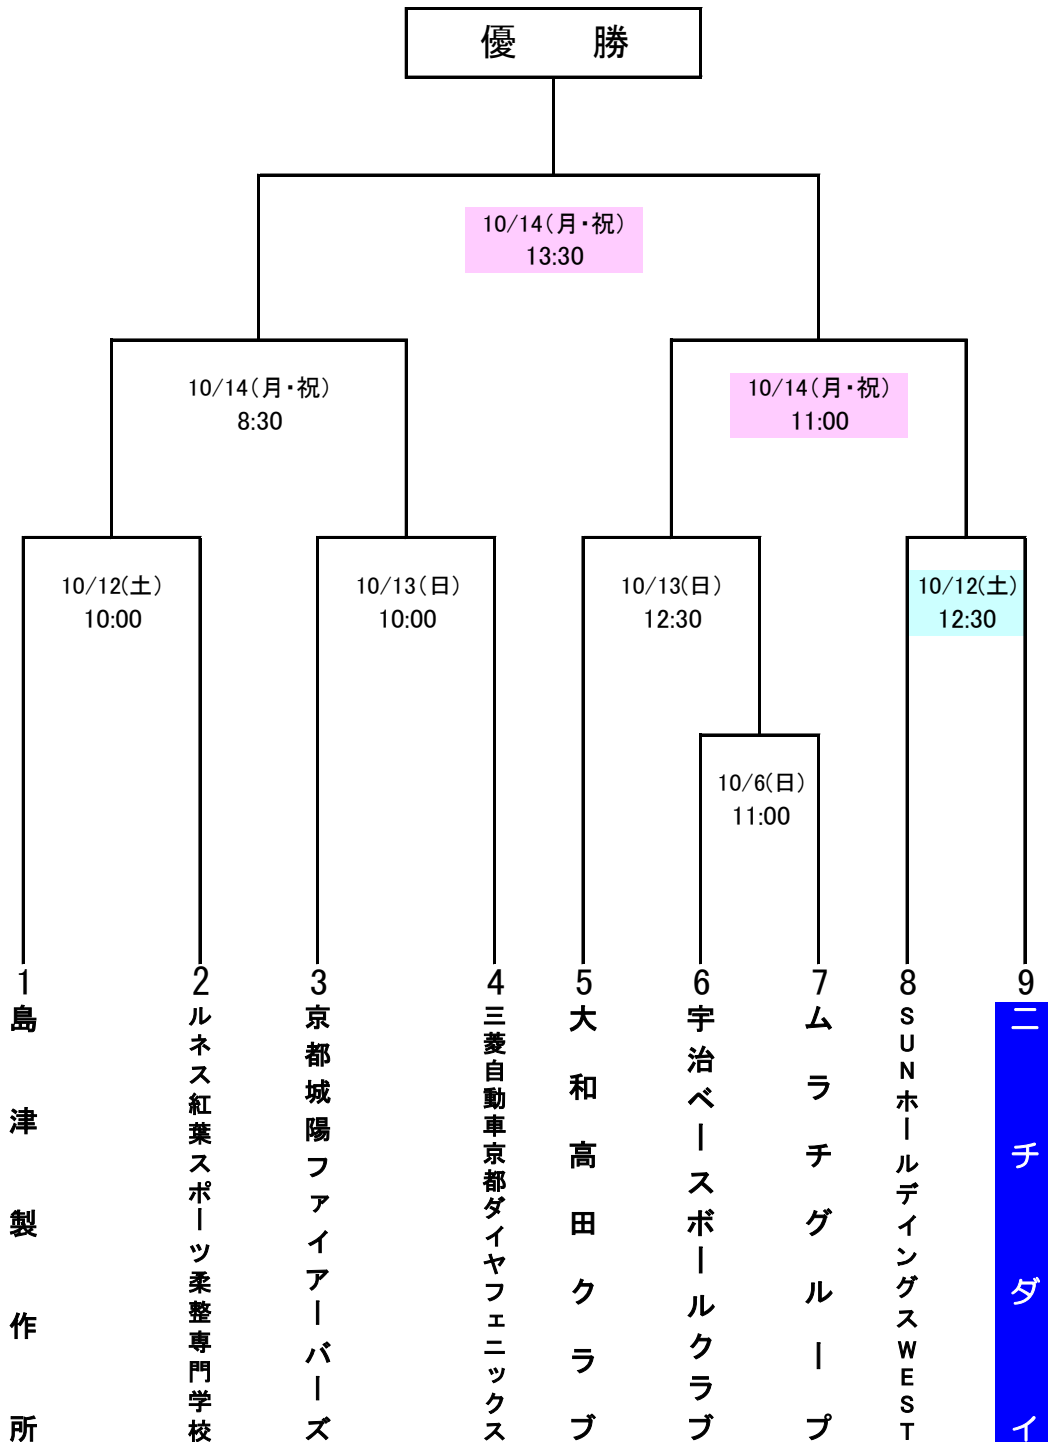 優　勝
10/14(月・祝)
13:30
10/14(月・祝)
8:30
10/14(月・祝)
11:00
10/12(土)
10:00
10/13(日)
10:00
10/13(日)
12:30
10/12(土)
12:30
10/6(日)
11:00
1
島津製作所
2
ルネス紅葉スポーツ柔整専門学校
3
京都城陽ファイアーバーズ
4
三菱自動車京都ダイヤフェニックス
5
大和高田クラブ
6
宇治ベースボールクラブ
7
ムラチグループ
8
SUNホールディングスWEST
9
ニチダイ